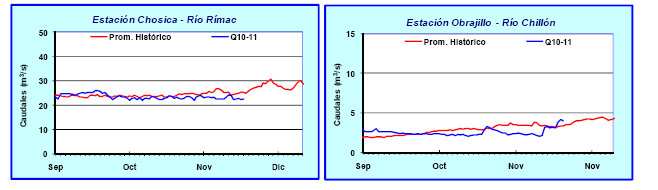 Estación Chosica - Río Rímac
Prom. Histórico
Q10-11
Caudales (m³/s)
50
40
30
20
10
0
Sep
Oct
Nov
Dic
Estación Obrajillo - Río Chillón
Prom. Histórico
Q10-11
Caudales (m³/s)
15
10
5
0
Sep
Oct
Nov
Nov